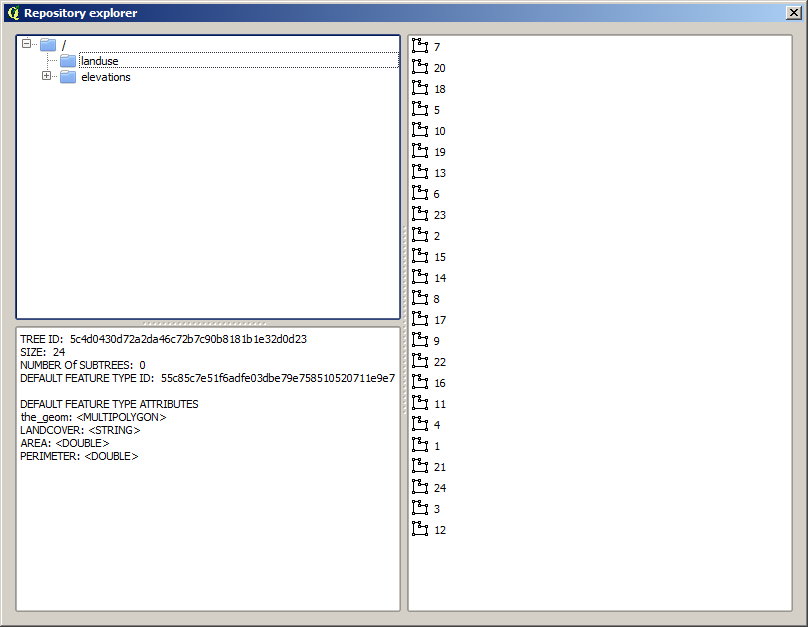 Repository explorer
/
landuse
elevations
TREE ID: 5c4d0430d72a2da46c72b7c90b8181b1e32d0d23
SIZE: 24
NUMBER Of SUBTREES: 0
DEFAULT FEATURE TYPE ID: 55c85c7e51f6adfe03dbe79e758510520711e9e7
DEFAULT FEATURE TYPE ATTRIBUTES
the_geom: <MULTIPOLYGON>
LANDCOVER: <STRING>
AREA: <DOUBLE>
PERIMETER: <DOUBLE>
7
20
18
5
10
19
13
6
23
2
15
14
8
17
9
22
16
11
4
1
21
24
3
12